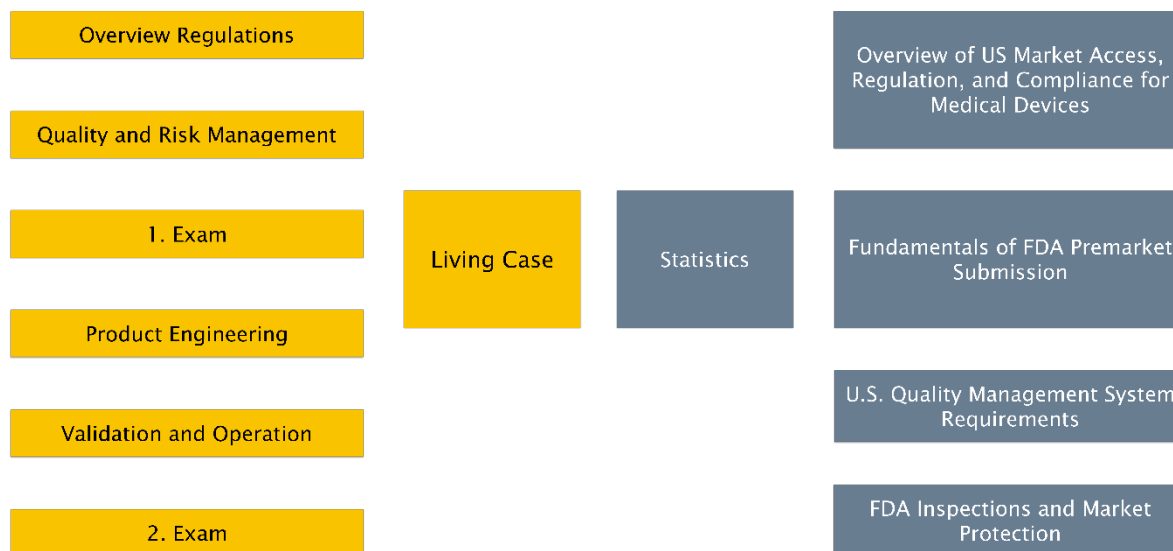 Overview Regulations
Quality and Risk Management
1. Exam
Product Engineering
Validation and Operation
2. Exam
Living Case
Statistics
Overview of US Market Access,
Regulation, and Compliance for
Medical Devices
Fundamentals of FDA Premarket
Submission
U.S. Quality Management System
Requirements
FDA Inspections and Market
Protection